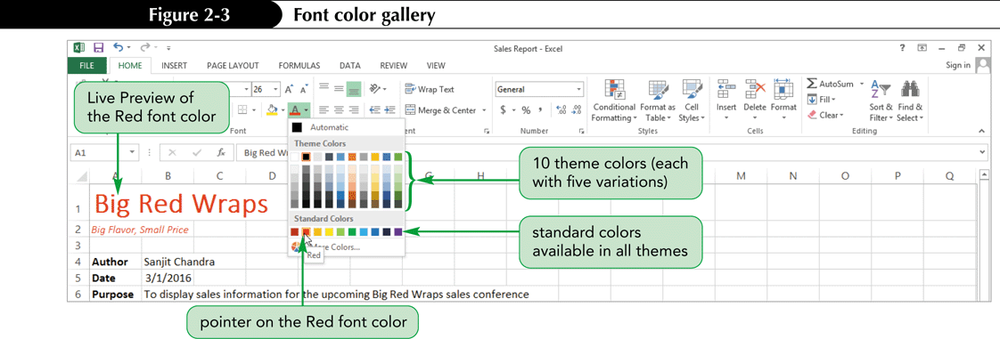 Figure 2-3 Font color gallery
Sales Report - Excel
FILE HOME INSERT PAGE LAYOUT FORMULAS DATA REVIEW VIEW Sign in
Live Preview of
the Red font color
26 A A Wrap Text General AutoSum
Fill
Conditional Format as Cell Insert Delete Format Sort & Find &
Formatting Table Styles Clear Filter Select
A Merge & Center $ % , .0 .00
Font Number Styles Cells Editing
Automatic
Theme Colors
A1 fx Big Red W
A B C D G H M N O P Q
10 theme colors (each
with five variations)
1 Big Red Wraps
Standard Colors
2 Big Flavor, Small Price
standard colors
available in all themes
3
More Colors...
Red
4 Author Sanjit Chandra
5 Date 3/1/2016
6 Purpose To display sales information for the upcoming Big Red Wraps sales conference
pointer on the Red font color